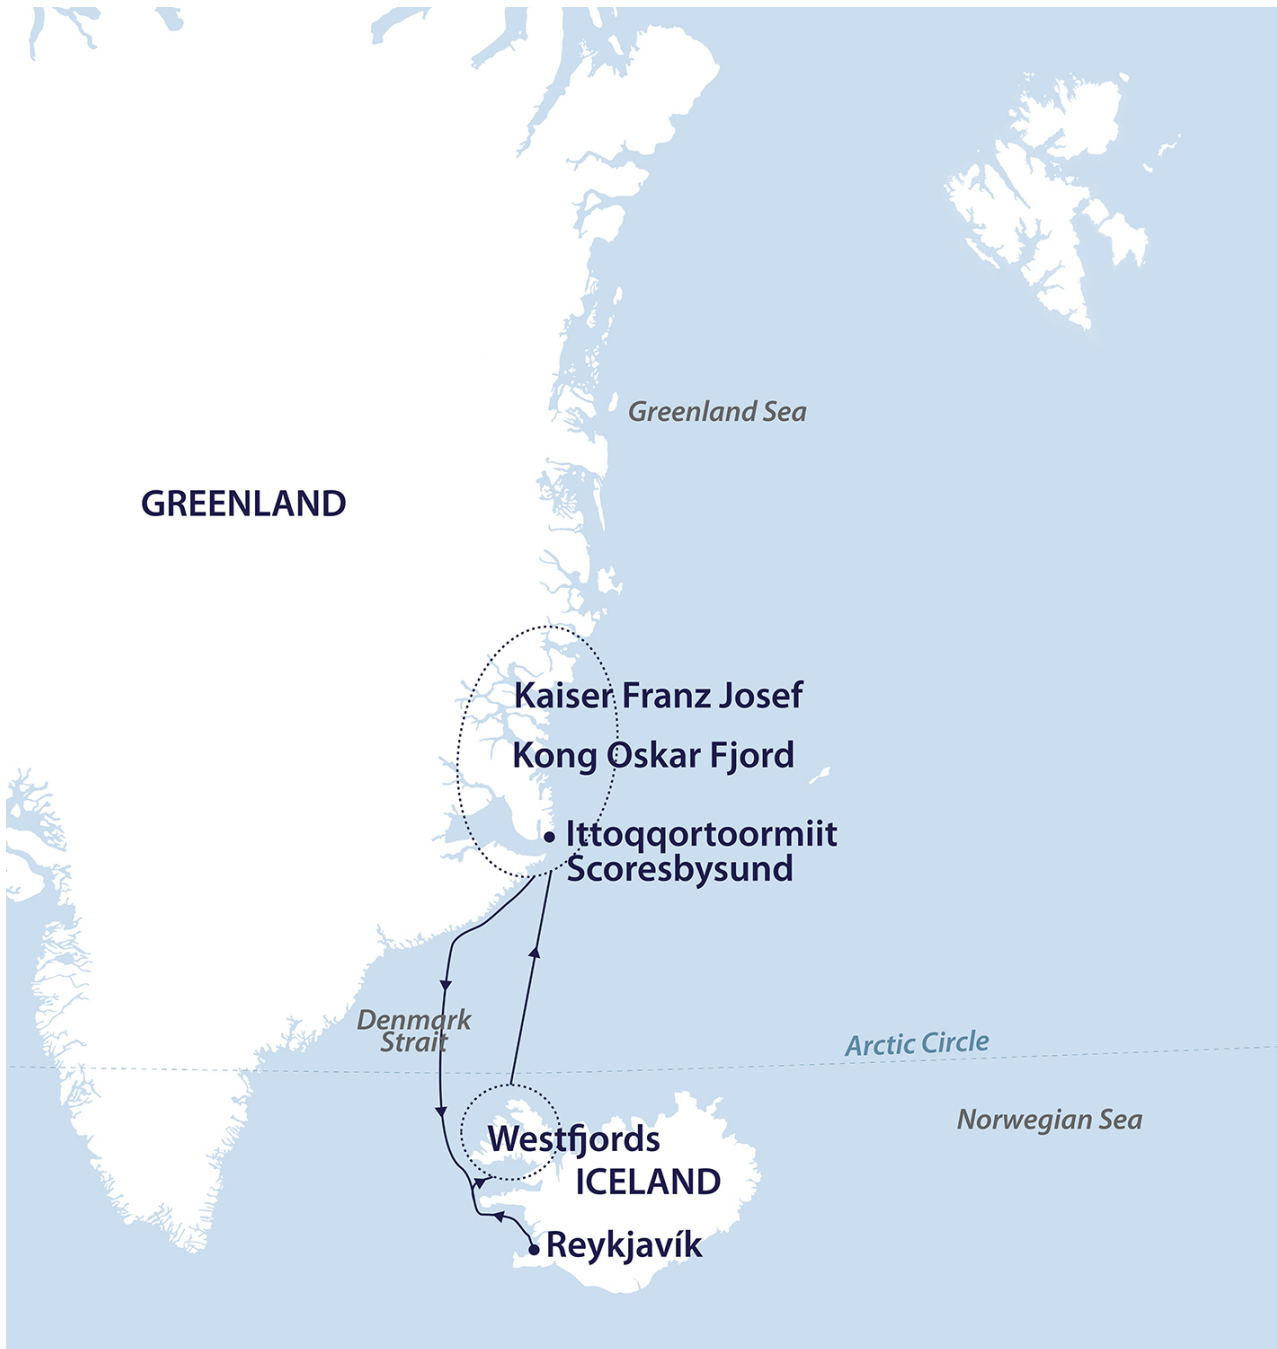 Greenland Sea
GREENLAND
Kaiser Franz Josef
Kong Oskar Fjord
Ittoqqortoormiit
Scoresbysund
Denmark
Strait
Arctic Circle
Norwegian Sea
Westfjords
ICELAND
Reykjavík